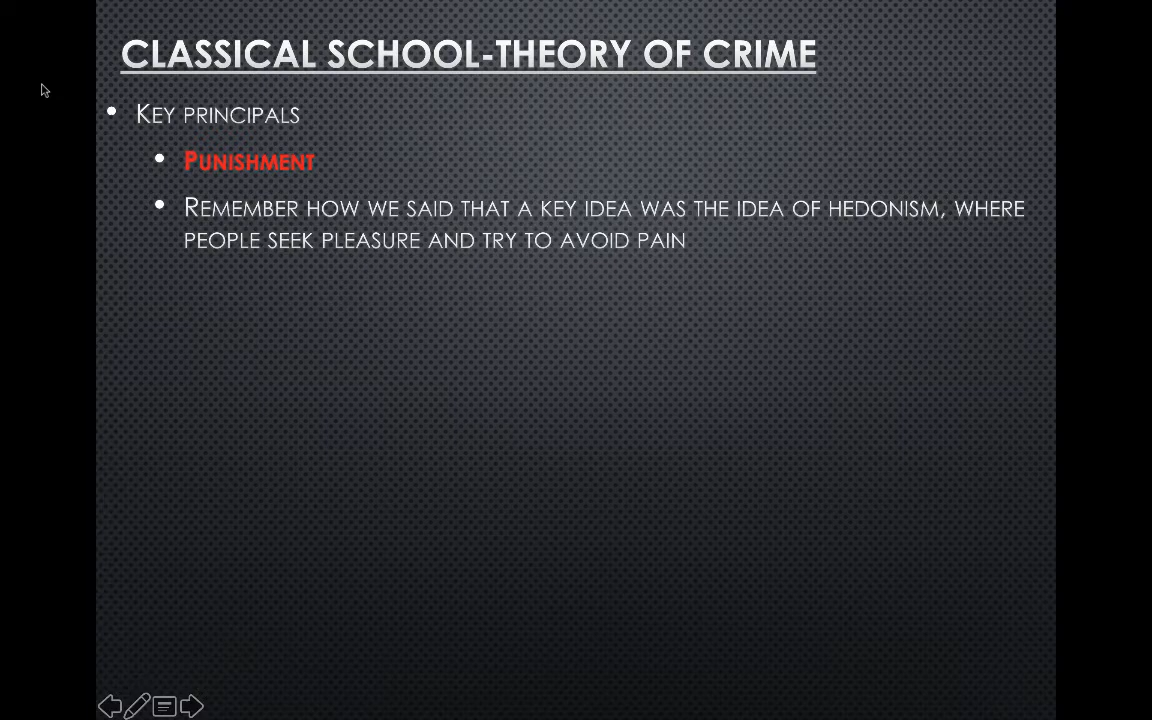 CLASSICAL SCHOOL-THEORY OF CRIME
• KEY PRINCIPALS
• PUNISHMENT
• REMEMBER HOW WE SAID THAT A KEY IDEA WAS THE IDEA OF HEDONISM, WHERE
PEOPLE SEEK PLEASURE AND TRY TO AVOID PAIN